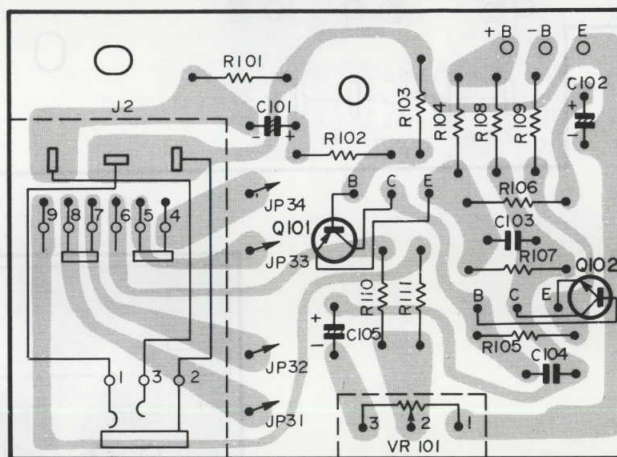 +B -B E
R101
J2
C101
- +
R102
R103
R104
R108
R109
C102
+
-
JP34
Q101
B C E
R106
C103
R107
Q102
9 8 7 6 5 4
JP33
R110
R111
B C E
+
-
C105
R105
C104
JP32
1 3 2
JP31
3 2 1
VR 101